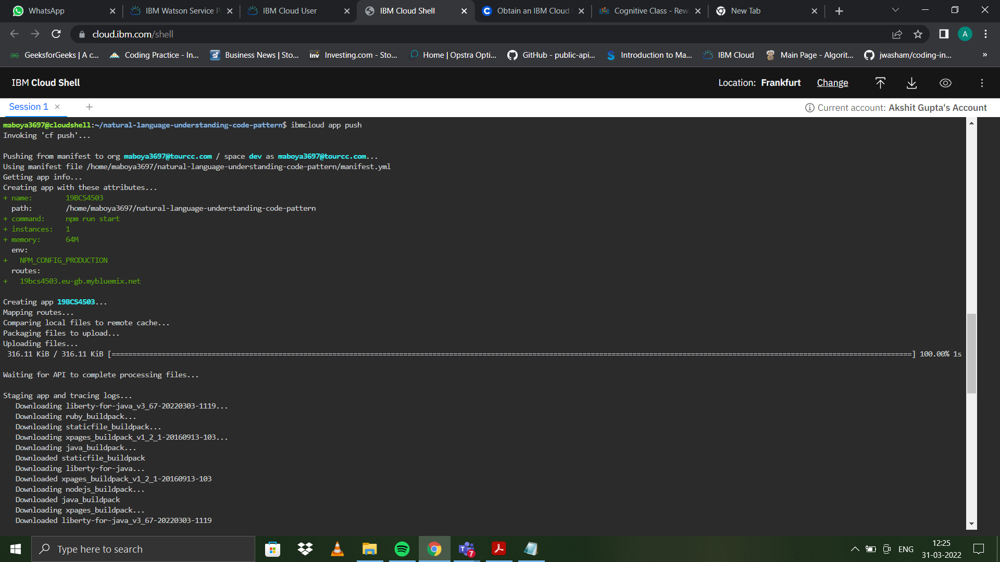 WhatsApp
IBM Watson Service P
IBM Cloud User
IBM Cloud Shell
Obtain an IBM Cloud
Cognitive Class - Rew
New Tab
cloud.ibm.com/shell
A
GeeksforGeeks | A c...
Coding Practice - In...
Business News | Sto...
Inv
Investing.com - Sto...
Home | Opstra Opti...
GitHub - public-api...
Introduction to Ma...
IBM Cloud
Main Page - Algorit...
jwasham/coding-in...
»
IBM Cloud Shell
Location: Frankfurt
Change
Session 1
Current account: Akshit Gupta's Account
maboya3697@cloudshell:~/natural-language-understanding-code-pattern$ ibmcloud app push
Invoking 'cf push'...
Pushing from manifest to org maboya3697@tourcc.com / space dev as maboya3697@tourcc.com...
Using manifest file /home/maboya3697/natural-language-understanding-code-pattern/manifest.yml
Getting app info...
Creating app with these attributes...
+ name: 19BCS4503
path: /home/maboya3697/natural-language-understanding-code-pattern
+ command: npm run start
+ instances: 1
+ memory: 64M
env:
+ NPM_CONFIG_PRODUCTION
routes:
+ 19bcs4503.eu-gb.mybluemix.net
Creating app 19BCS4503...
Mapping routes...
Comparing local files to remote cache...
Packaging files to upload...
Uploading files...
316.11 KiB / 316.11 KiB [================================================================================================================================================================================================] 100.00% 1s
Waiting for API to complete processing files...
Staging app and tracing logs...
Downloading liberty-for-java_v3_67-20220303-1119...
Downloading ruby_buildpack...
Downloading staticfile_buildpack...
Downloading xpages_buildpack_v1_2_1-20160913-103...
Downloading java_buildpack...
Downloaded staticfile_buildpack
Downloading liberty-for-java...
Downloaded xpages_buildpack_v1_2_1-20160913-103
Downloading nodejs_buildpack...
Downloaded java_buildpack
Downloading xpages_buildpack...
Downloaded liberty-for-java_v3_67-20220303-1119
Type here to search
7
ENG
12:25
31-03-2022